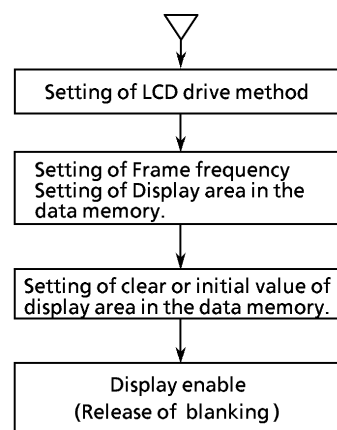 Setting of LCD drive method
Setting of Frame frequency
Setting of Display area in the
data memory.
Setting of clear or initial value of
display area in the data memory.
Display enable
(Release of blanking)